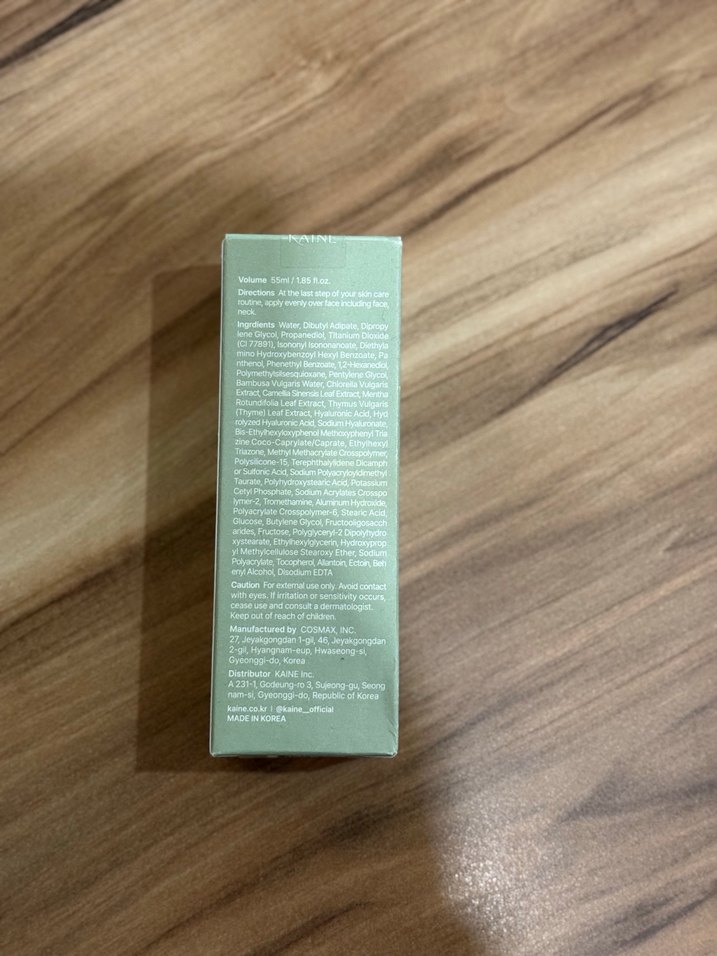 KAINE
Volume 55ml / 1.85 fl.oz.
Directions At the last step of your skin care
routine, apply evenly over face including face,
neck.
Ingrdients Water, Dibutyl Adipate, Dipropy
lene Glycol, Propanediol, Titanium Dioxide
(CI 77891), Isononyl Isononanoate, Diethyla
mino Hydroxybenzoyl Hexyl Benzoate, Pa
nthenol, Phenethyl Benzoate, 1,2-Hexanediol,
Polymethylsilsesquioxane, Pentylene Glycol,
Bambusa Vulgaris Water, Chlorella Vulgaris
Extract, Camellia Sinensis Leaf Extract, Mentha
Rotundifolia Leaf Extract, Thymus Vulgaris
(Thyme) Leaf Extract, Hyaluronic Acid, Hyd
rolyzed Hyaluronic Acid, Sodium Hyaluronate,
Bis-Ethylhexyloxyphenol Methoxyphenyl Tria
zine Coco-Caprylate/Caprate, Ethylhexyl
Triazone, Methyl Methacrylate Crosspolymer,
Polysilicone-15, Terephthalylidene Dicamph
or Sulfonic Acid, Sodium Polyacryloyldimethyl
Taurate, Polyhydroxystearic Acid, Potassium
Cetyl Phosphate, Sodium Acrylates Crosspo
lymer-2, Tromethamine, Aluminum Hydroxide,
Polyacrylate Crosspolymer-6, Stearic Acid,
Glucose, Butylene Glycol, Fructooligosacch
arides, Fructose, Polyglyceryl-2 Dipolyhydro
xystearate, Ethylhexylglycerin, Hydroxyprop
yl Methylcellulose Stearoxy Ether, Sodium
Polyacrylate, Tocopherol, Allantoin, Ectoin, Beh
enyl Alcohol, Disodium EDTA
Caution For external use only. Avoid contact
with eyes. If irritation or sensitivity occurs,
cease use and consult a dermatologist.
Keep out of reach of children.
Manufactured by COSMAX, INC.
27, Jeyakgongdan 1-gil, 46, Jeyakgongdan
2-gil, Hyangnam-eup, Hwaseong-si,
Gyeonggi-do, Korea
Distributor KAINE Inc.
A 231-1, Godeung-ro 3, Sujeong-gu, Seong
nam-si, Gyeonggi-do, Republic of Korea
kaine.co.kr | @kaine__official
MADE IN KOREA